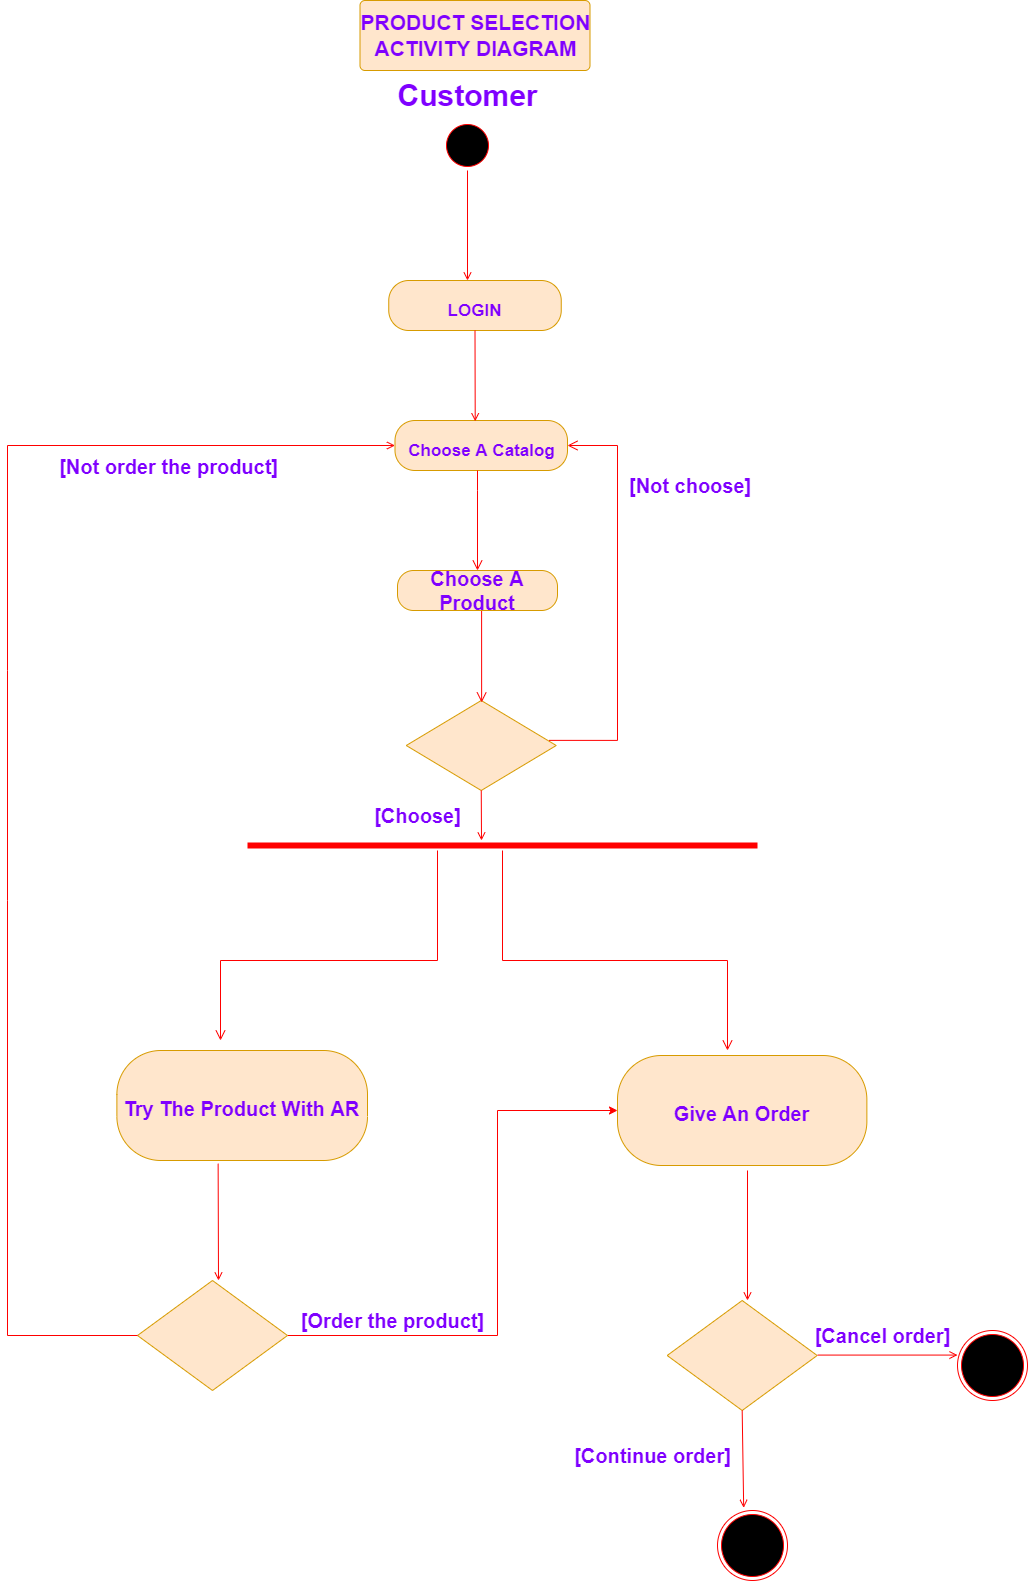 PRODUCT SELECTION
ACTIVITY DIAGRAM
Customer
LOGIN
Choose A Catalog
[Not order the product]
[Not choose]
Choose A
Product
[Choose]
Try The Product With AR
Give An Order
[Order the product]
[Cancel order]
[Continue order]